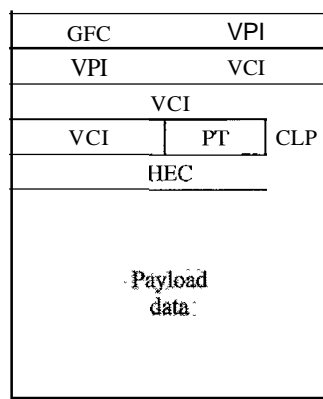 GFC VPI
VPI VCI
VCI
VCI PT CLP
HEC
Payload
data